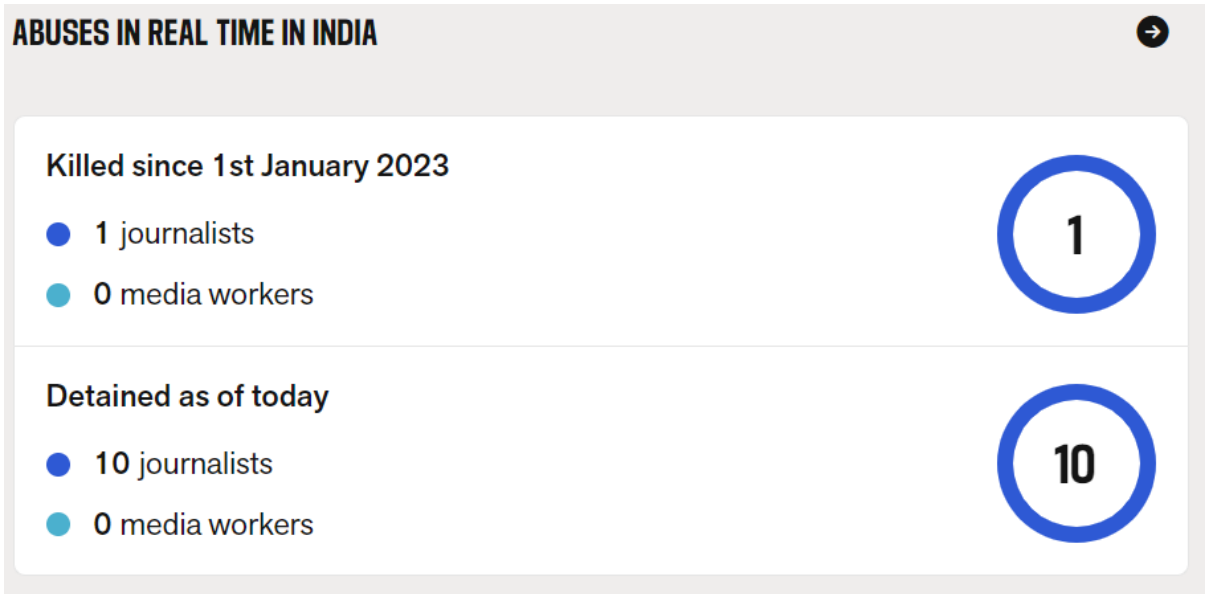 ABUSES IN REAL TIME IN INDIA
Killed since 1st January 2023
1 journalists
0 media workers
1
Detained as of today
10 journalists
0 media workers
10